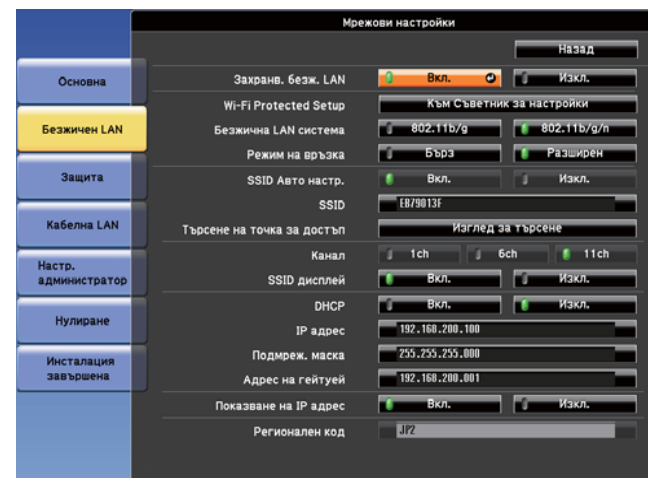 Мрежови настройки
Назад
Основна
Безжичен LAN
Защита
Кабелна LAN
Настр.
администратор
Нулиране
Инсталация
завършена
Захранв. безж. LAN Вкл. Изкл.
Wi-Fi Protected Setup Към Съветник за настройки
Безжична LAN система 802.11b/g 802.11b/g/n
Режим на връзка Бърз Разширен
SSID Авто настр. Вкл. Изкл.
SSID EB79013F
Търсене на точка за достъп Изглед за търсене
Канал 1ch 6ch 11ch
SSID дисплей Вкл. Изкл.
DHCP Вкл. Изкл.
IP адрес 192.168.200.100
Подмреж. маска 255.255.255.000
Адрес на гейтуей 192.168.200.001
Показване на IP адрес Вкл. Изкл.
Регионален код JP2